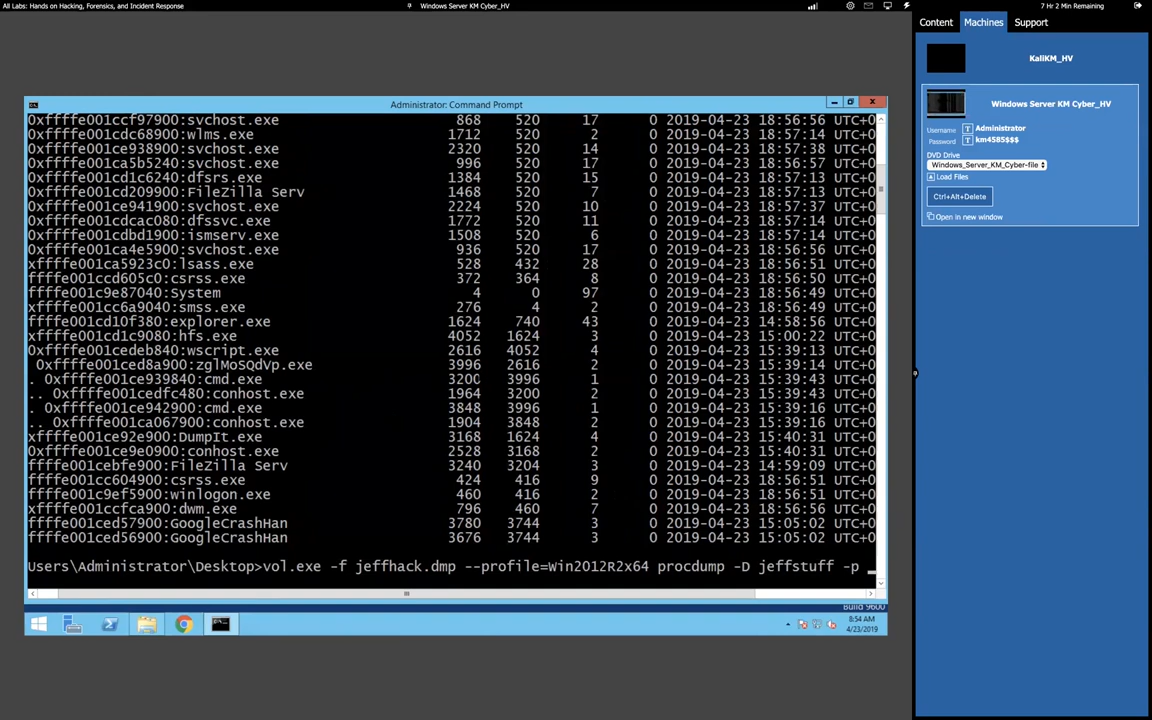 All Labs: Hands on Hacking, Forensics, and Incident Response
Windows Server KM Cyber_HV
7 Hr 2 Min Remaining
Content
Machines
Support
KaliKM_HV
Windows Server KM Cyber_HV
Username T Administrator
Password T km4585$$$
DVD Drive
Windows_Server_KM_Cyber-file
Load Files
Ctrl+Alt+Delete
Open in new window
Administrator: Command Prompt
0xffffe001ccf97900:svchost.exe 868 520 17 0 2019-04-23 18:56:56 UTC+0
0xffffe001cdc68900:wlms.exe 1712 520 2 0 2019-04-23 18:57:14 UTC+0
0xffffe001ce938900:svchost.exe 2320 520 14 0 2019-04-23 18:57:38 UTC+0
0xffffe001ca5b5240:svchost.exe 996 520 17 0 2019-04-23 18:56:57 UTC+0
0xffffe001cd1c6240:dfsrs.exe 1384 520 15 0 2019-04-23 18:57:13 UTC+0
0xffffe001cd209900:FileZilla Serv 1468 520 7 0 2019-04-23 18:57:13 UTC+0
0xffffe001ce941900:svchost.exe 2224 520 10 0 2019-04-23 18:57:37 UTC+0
0xffffe001cdcac080:dfssvc.exe 1772 520 11 0 2019-04-23 18:57:14 UTC+0
0xffffe001cdbd1900:ismserv.exe 1508 520 6 0 2019-04-23 18:57:14 UTC+0
0xffffe001ca4e5900:svchost.exe 936 520 17 0 2019-04-23 18:56:57 UTC+0
xffffe001ca5923c0:lsass.exe 528 432 28 0 2019-04-23 18:56:51 UTC+0
ffffe001ccd605c0:csrss.exe 372 364 8 0 2019-04-23 18:56:50 UTC+0
ffffe001c9e87040:System 4 0 97 0 2019-04-23 18:56:49 UTC+0
xffffe001cc6a9040:smss.exe 276 4 2 0 2019-04-23 18:56:49 UTC+0
ffffe001cd10f380:explorer.exe 1624 740 43 0 2019-04-23 14:58:56 UTC+0
xffffe001cd1c9080:hfs.exe 4052 1624 3 0 2019-04-23 15:00:22 UTC+0
0xffffe001cedeb840:wscript.exe 2616 4052 4 0 2019-04-23 15:39:13 UTC+0
0xffffe001ced8a900:zglMoSQdVp.exe 3996 2616 2 0 2019-04-23 15:39:14 UTC+0
. 0xffffe001ce939840:cmd.exe 3200 3996 1 0 2019-04-23 15:39:43 UTC+0
.. 0xffffe001cedfc480:conhost.exe 1964 3200 2 0 2019-04-23 15:39:43 UTC+0
. 0xffffe001ce942900:cmd.exe 3848 3996 1 0 2019-04-23 15:39:16 UTC+0
.. 0xffffe001ca067900:conhost.exe 1904 3848 2 0 2019-04-23 15:39:16 UTC+0
xffffe001ce92e900:DumpIt.exe 3168 1624 4 0 2019-04-23 15:40:31 UTC+0
0xffffe001ce9e0900:conhost.exe 2528 3168 2 0 2019-04-23 15:40:31 UTC+0
ffffe001cebfe900:FileZilla Serv 3240 3204 3 0 2019-04-23 14:59:09 UTC+0
ffffe001cc604900:csrss.exe 424 416 9 0 2019-04-23 18:56:51 UTC+0
ffffe001c9ef5900:winlogon.exe 460 416 2 0 2019-04-23 18:56:51 UTC+0
xffffe001ccfca900:dwm.exe 796 460 7 0 2019-04-23 18:56:56 UTC+0
ffffe001ced57900:GoogleCrashHan 3780 3744 3 0 2019-04-23 15:05:02 UTC+0
ffffe001ced56900:GoogleCrashHan 3676 3744 3 0 2019-04-23 15:05:02 UTC+0
Users\Administrator\Desktop>vol.exe -f jeffhack.dmp --profile=Win2012R2x64 procdump -D jeffstuff -p _
Build 9600
8:54 AM
4/23/2019